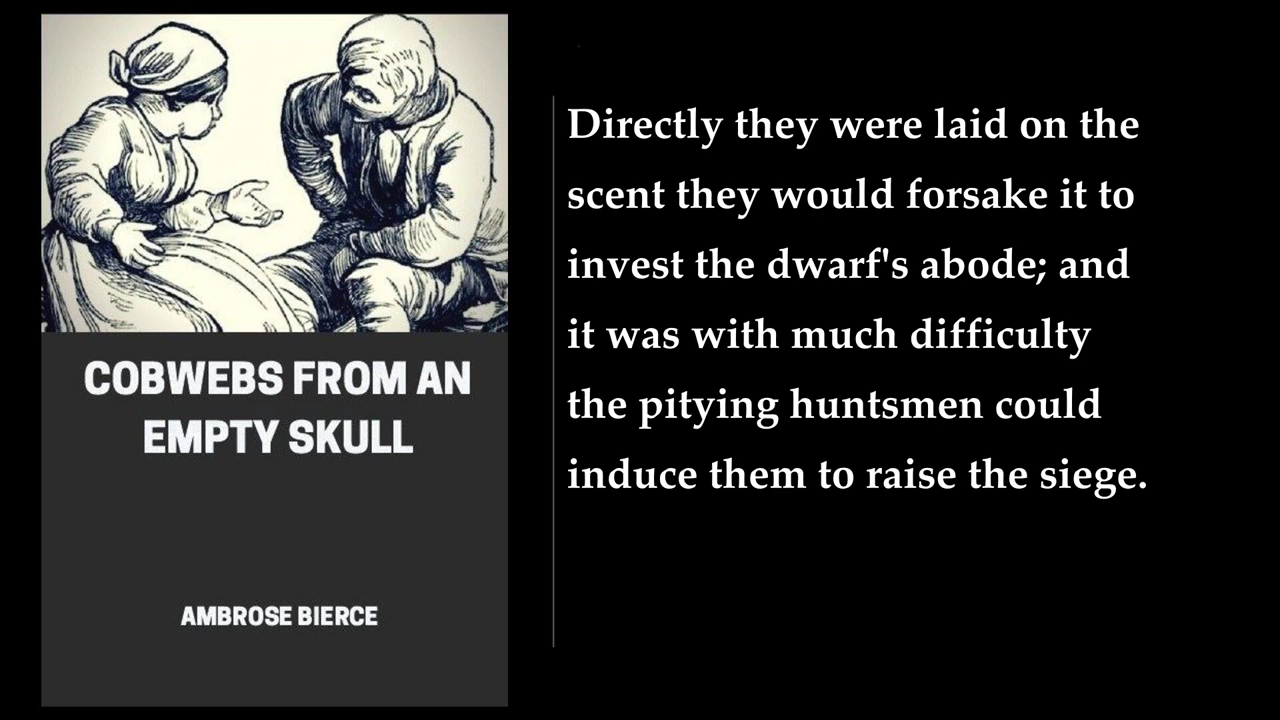 COBWEBS FROM AN
EMPTY SKULL
AMBROSE BIERCE
Directly they were laid on the
scent they would forsake it to
invest the dwarf's abode; and
it was with much difficulty
the pitying huntsmen could
induce them to raise the siege.